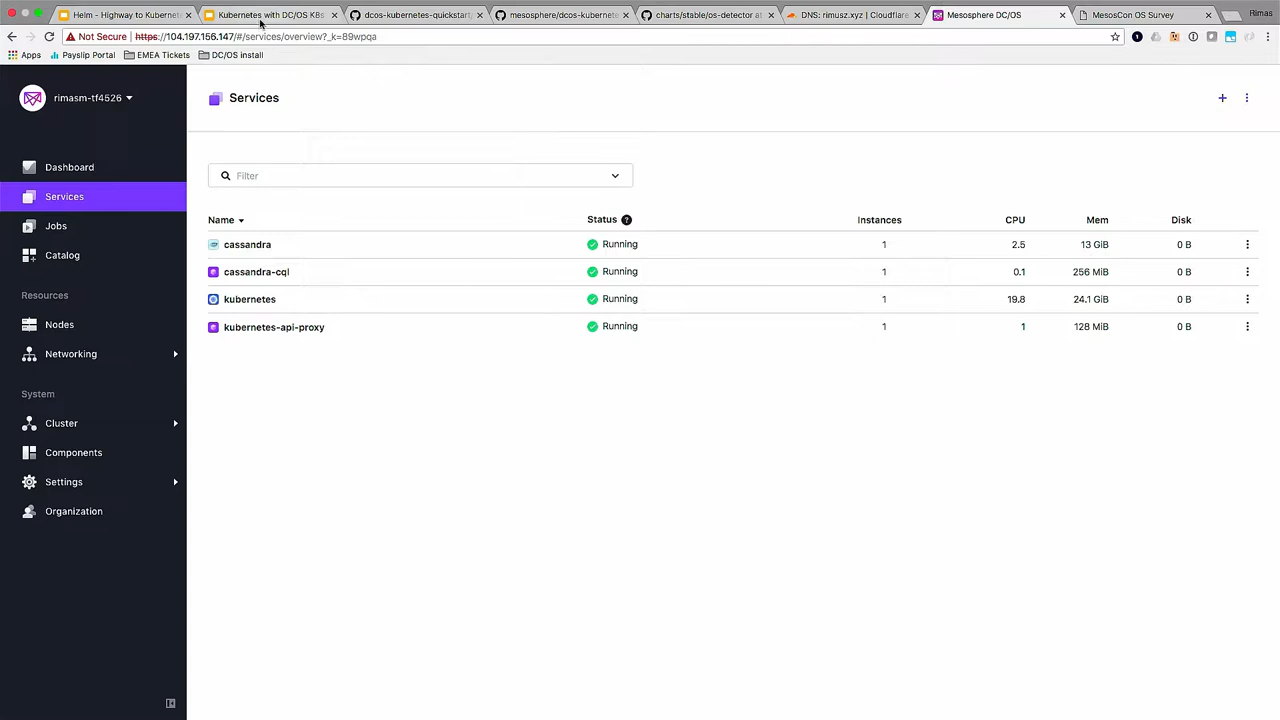 Helm - Highway to Kubernete
Kubernetes with DC/OS K8s
dcos-kubernetes-quickstart
mesosphere/dcos-kubernete
charts/stable/os-detector at
DNS: rimusz.xyz | Cloudflare
Mesosphere DC/OS
MesosCon OS Survey
Rimas
Not Secure
https://104.197.156.147/#/services/overview?_k=89wpqa
Apps
Payslip Portal
EMEA Tickets
DC/OS install
rimasm-tf4526
Services
Dashboard
Services
Jobs
Catalog
Resources
Nodes
Networking
System
Cluster
Components
Settings
Organization
Filter
Name Status ? Instances CPU Mem Disk
cassandra Running 1 2.5 13 GiB 0 B
cassandra-cql Running 1 0.1 256 MiB 0 B
kubernetes Running 1 19.8 24.1 GiB 0 B
kubernetes-api-proxy Running 1 1 128 MiB 0 B